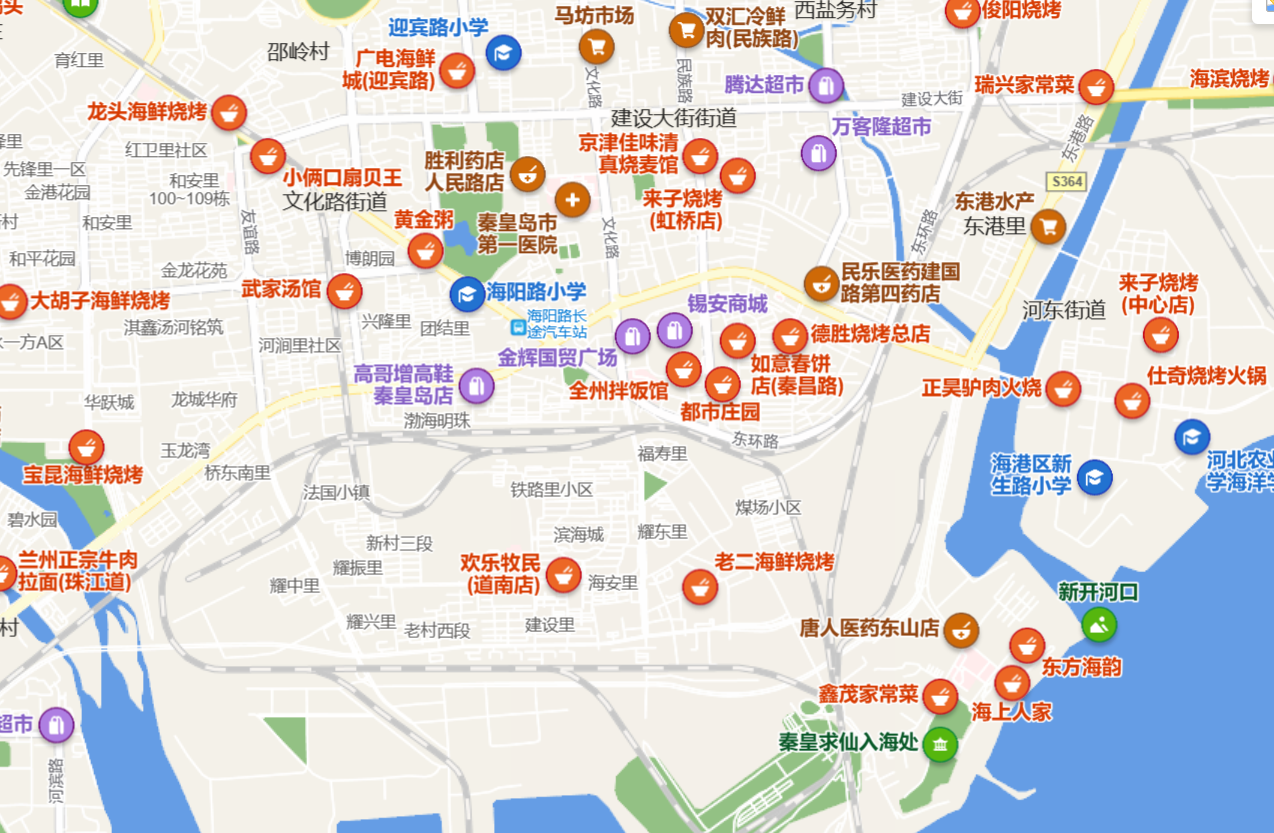 俊阳烧烤
西盐务村
双汇冷鲜
肉(民族路)
马坊市场
迎宾路小学
邵岭村
育红里
广电海鲜
城(迎宾路)
文化路
民族路
腾达超市
瑞兴家常菜
海滨烧烤
建设大街
龙头海鲜烧烤
建设大街街道
万客隆超市
东港路
红卫里社区
京津佳味清
真烧麦馆
先锋里一区
胜利药店
人民路店
小俩口扇贝王
S364
金港花园
和安里
100~109栋
文化路街道
来子烧烤
(虹桥店)
东港水产
东港里
和安里
友谊路
黄金粥
秦皇岛市
第一医院
文化路
东环路
和平花园
金龙花苑
博朗园
民乐医药建国
路第四药店
来子烧烤
(中心店)
大胡子海鲜烧烤
武家汤馆
海阳路小学
锡安商城
河东街道
淇鑫汤河铭筑
兴隆里
团结里
海阳路长
途汽车站
德胜烧烤总店
一方A区
河涧里社区
金辉国贸广场
如意春饼
店(秦昌路)
高哥增高鞋
秦皇岛店
全州拌饭馆
正昊驴肉火烧
仕奇烧烤火锅
华跃城
龙城华府
都市庄园
渤海明珠
东环路
玉龙湾
福寿里
宝昆海鲜烧烤
桥东南里
海港区新
生路小学
河北农业
学海洋学
法国小镇
铁路里小区
煤场小区
碧水园
滨海城
耀东里
新村三段
兰州正宗牛肉
拉面(珠江道)
耀振里
欢乐牧民
(道南店)
老二海鲜烧烤
耀中里
海安里
新开河口
村
耀兴里
老村西段
建设里
唐人医药东山店
东方海韵
鑫茂家常菜
海上人家
超市
秦皇求仙入海处
河滨路